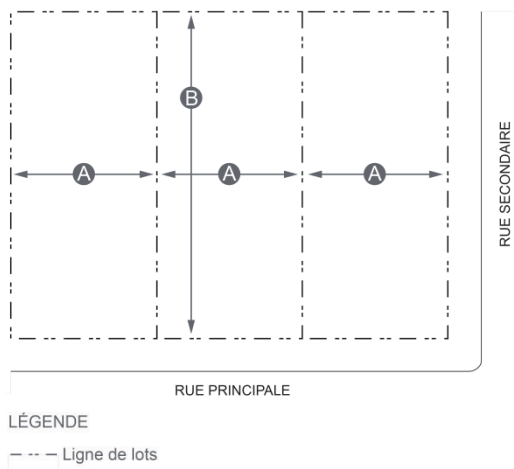 B
A A A
RUE SECONDAIRE
RUE PRINCIPALE
LÉGENDE
Ligne de lots